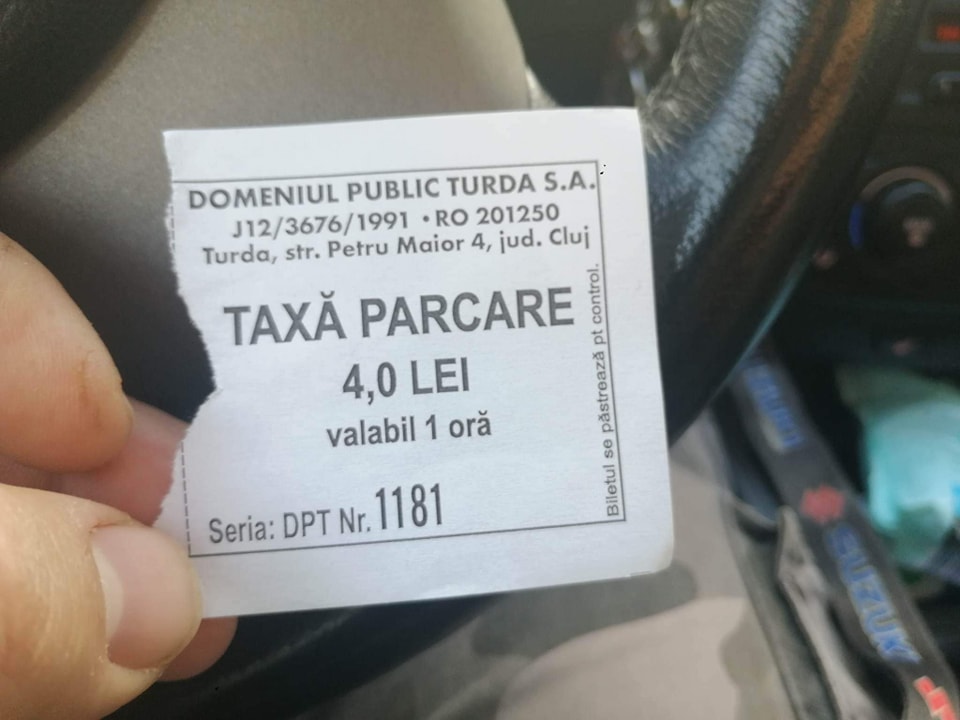 DOMENIUL PUBLIC TURDA S.A.
J12/3676/1991 • RO 201250
Turda, str. Petru Maior 4, jud. Cluj
TAXĂ PARCARE
4,0 LEI
valabil 1 oră
Seria: DPT Nr. 1181
Biletul se păstrează pt control.
SUZUKI